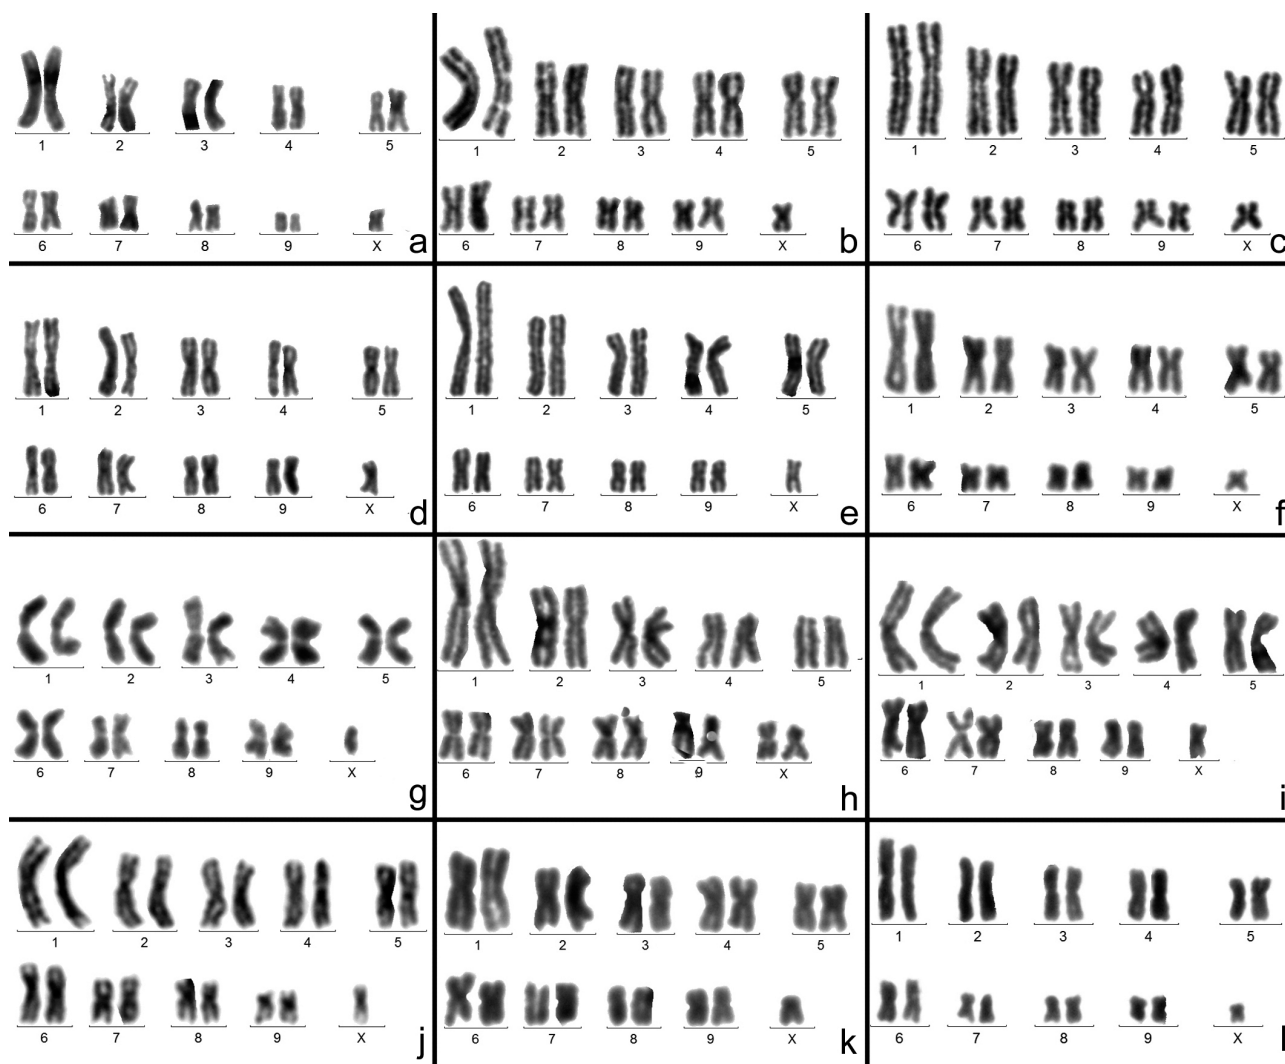 1 2 3 4 5
6 7 8 9 X a
1 2 3 4 5
6 7 8 9 X b
1 2 3 4 5
6 7 8 9 X c
1 2 3 4 5
6 7 8 9 X d
1 2 3 4 5
6 7 8 9 X e
1 2 3 4 5
6 7 8 9 X f
1 2 3 4 5
6 7 8 9 X g
1 2 3 4 5
6 7 8 9 X h
1 2 3 4 5
6 7 8 9 X i
1 2 3 4 5
6 7 8 9 X j
1 2 3 4 5
6 7 8 9 X k
1 2 3 4 5
6 7 8 9 X l